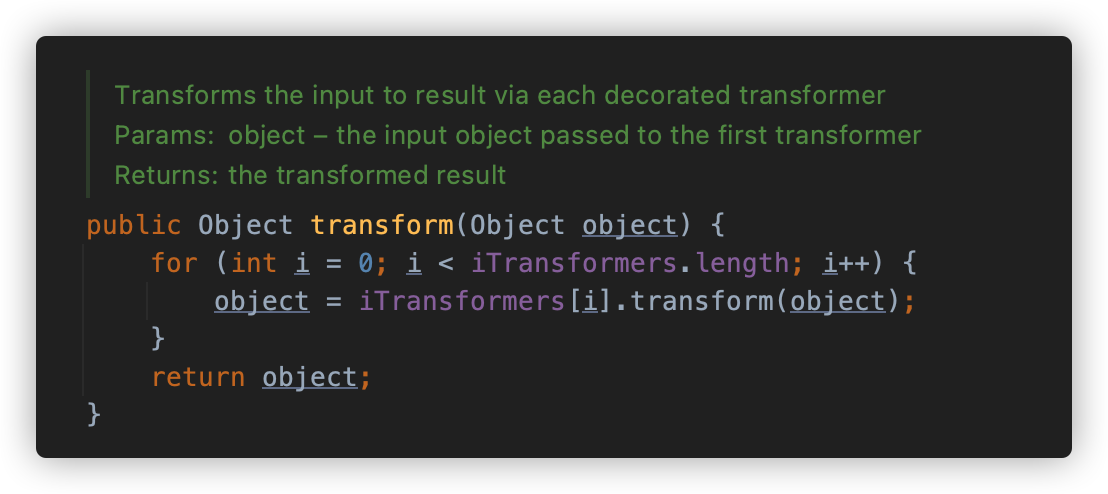 Transforms the input to result via each decorated transformer
Params: object – the input object passed to the first transformer
Returns: the transformed result
public Object transform(Object object) {
    for (int i = 0; i < iTransformers.length; i++) {
        object = iTransformers[i].transform(object);
    }
    return object;
}